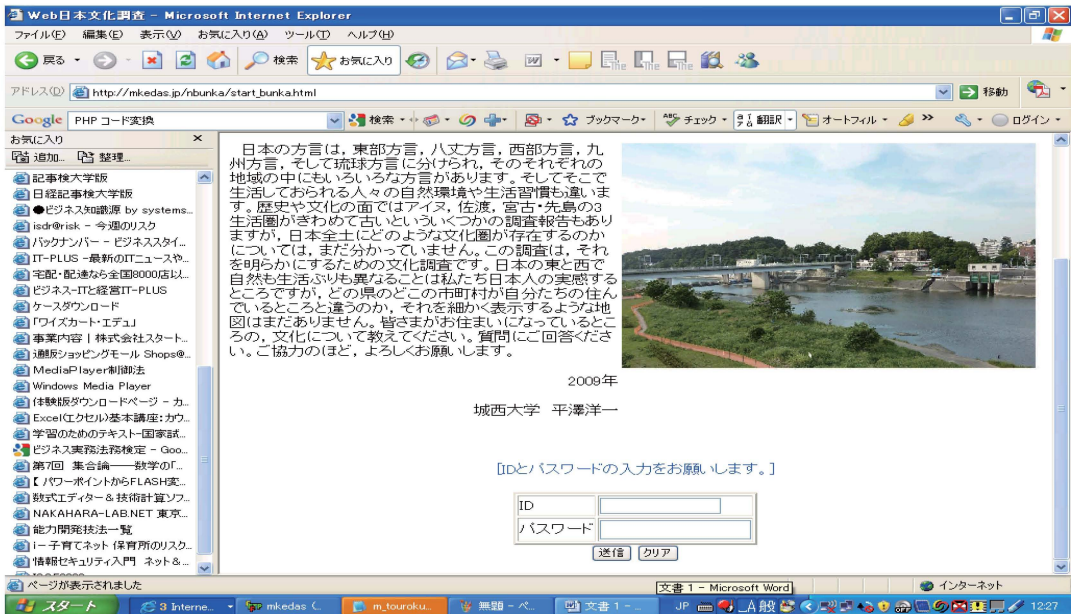 Web日本文化調査 - Microsoft Internet Explorer
ファイル(F) 編集(E) 表示(V) お気に入り(A) ツール(T) ヘルプ(H)
戻る 検索 お気に入り
アドレス(D) http://mkedas.jp/nbunka/start_bunka.html 移動
Google PHP コード変換 検索 ブックマーク チェック 翻訳 オートフィル ログイン
お気に入り
追加... 整理...
記事検大学版
日経記事検大学版
●ビジネス知識源 by systems...
isdr@risk - 今週のリスク
バックナンバー - ビジネススタイ...
IT-PLUS -最新のITニュースや...
宅配・配達なら全国8000店以...
ビジネス-ITと経営IT-PLUS
ケースダウンロード
「ワイズカート・エデュ」
事業内容 | 株式会社スタート...
通販ショッピングモール Shops@...
MediaPlayer制御法
Windows Media Player
体験版ダウンロードページ - カ...
Excel(エクセル)基本講座:カウ...
学習のためのテキスト-国家試...
ビジネス実務法務検定 - Goo...
第7回 集合論――数学の「...
【 パワーポイントからFLASH変...
数式エディター & 技術計算ソフ...
NAKAHARA-LAB.NET 東京...
能力開発技法一覧
i-子育てネット 保育所のリスク...
情報セキュリティ入門 ネット&...
日本の方言は, 東部方言, 八丈方言, 西部方言, 九
州方言, そして琉球方言に分けられ, そのそれぞれの
地域の中にもいろいろな方言があります。そしてそこで
生活しておられる人々の自然環境や生活習慣も違いま
す。歴史や文化の面ではアイヌ, 佐渡, 宮古・先島の3
生活圏がきわめて古いといういくつかの調査報告もあり
ますが, 日本全土にどのような文化圏が存在するのか
については, まだ分かっていません。この調査は, それ
を明らかにするための文化調査です。日本の東と西で
自然も生活ぶりも異なることは私たち日本人の実感する
ところですが, どの県のどこの市町村が自分たちの住ん
でいるところと違うのか, それを細かく表示するような地
図はまだありません。皆さまがお住まいになっているとこ
ろの, 文化について教えてください。質問にご回答くださ
い。ご協力のほど, よろしくお願いします。
2009年
城西大学 平澤洋一
[IDとパスワードの入力をお願いします。]
ID
パスワード
送信 クリア
ページが表示されました
文書 1 - Microsoft Word
インターネット
スタート 3 Interne... mkedas (... m_touroku... 無題 - ペ... 文書 1 - ... JP A 般 12:27